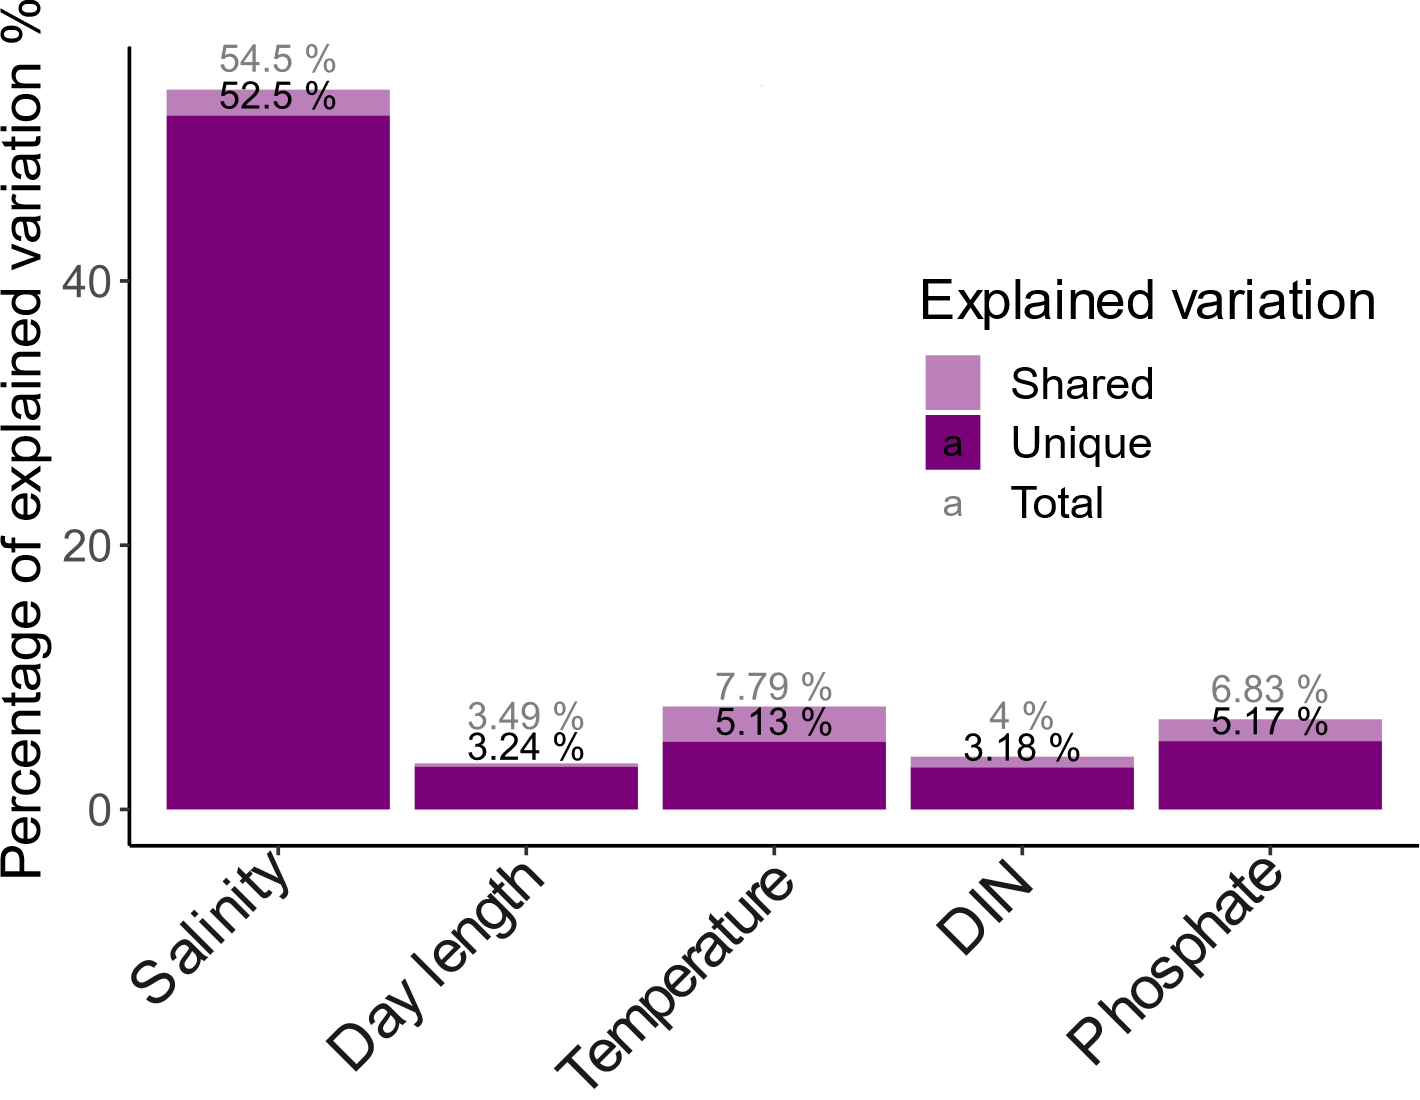 Percentage of explained variation %
40
20
0
54.5 %
52.5 %
3.49 %
3.24 %
7.79 %
5.13 %
4 %
3.18 %
6.83 %
5.17 %
Explained variation
Shared
a Unique
a Total
Salinity
Day length
Temperature
DIN
Phosphate